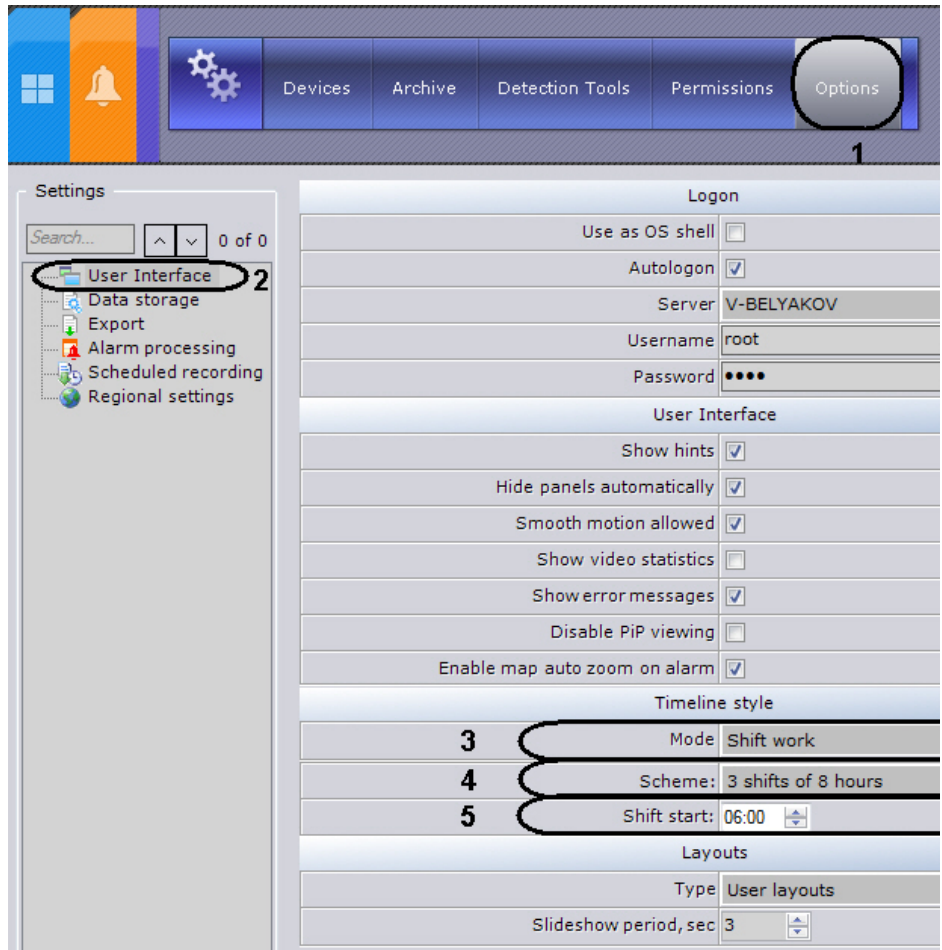 Devices Archive Detection Tools Permissions Options
1
Settings
Search... 0 of 0
User Interface 2
Data storage
Export
Alarm processing
Scheduled recording
Regional settings
Logon
Use as OS shell
Autologon
Server V-BELYAKOV
Username root
Password ••••
User Interface
Show hints
Hide panels automatically
Smooth motion allowed
Show video statistics
Show error messages
Disable PiP viewing
Enable map auto zoom on alarm
Timeline style
3 Mode Shift work
4 Scheme: 3 shifts of 8 hours
5 Shift start: 06:00
Layouts
Type User layouts
Slideshow period, sec 3